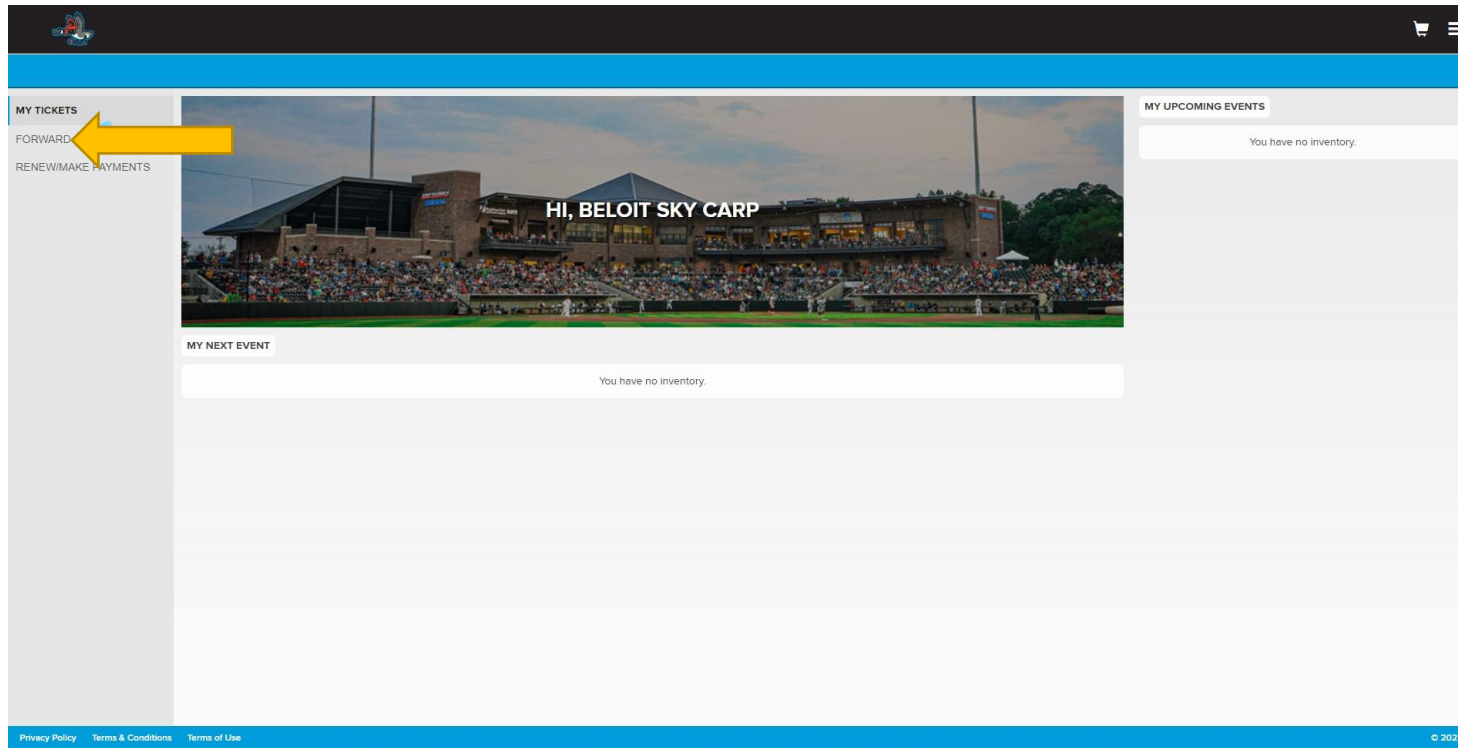 MY TICKETS
FORWARD
RENEW/MAKE PAYMENTS
HI, BELOIT SKY CARP
MY NEXT EVENT
You have no inventory.
MY UPCOMING EVENTS
You have no inventory.
Privacy Policy Terms & Conditions Terms of Use
©